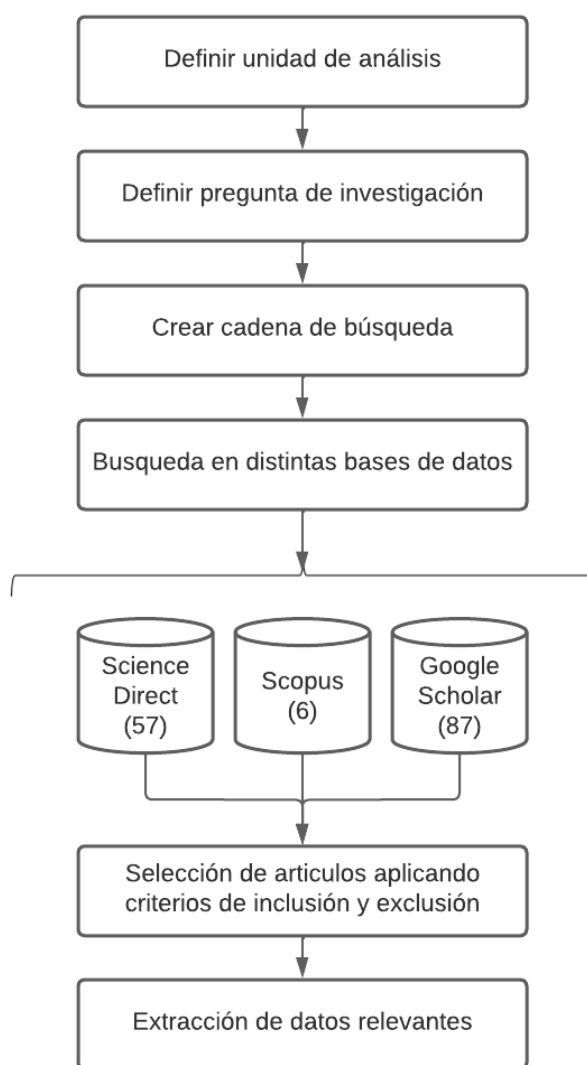 Definir unidad de análisis
Definir pregunta de investigación
Crear cadena de búsqueda
Busqueda en distintas bases de datos
Science
Direct
(57)
Scopus
(6)
Google
Scholar
(87)
Selección de articulos aplicando
criterios de inclusión y exclusión
Extracción de datos relevantes